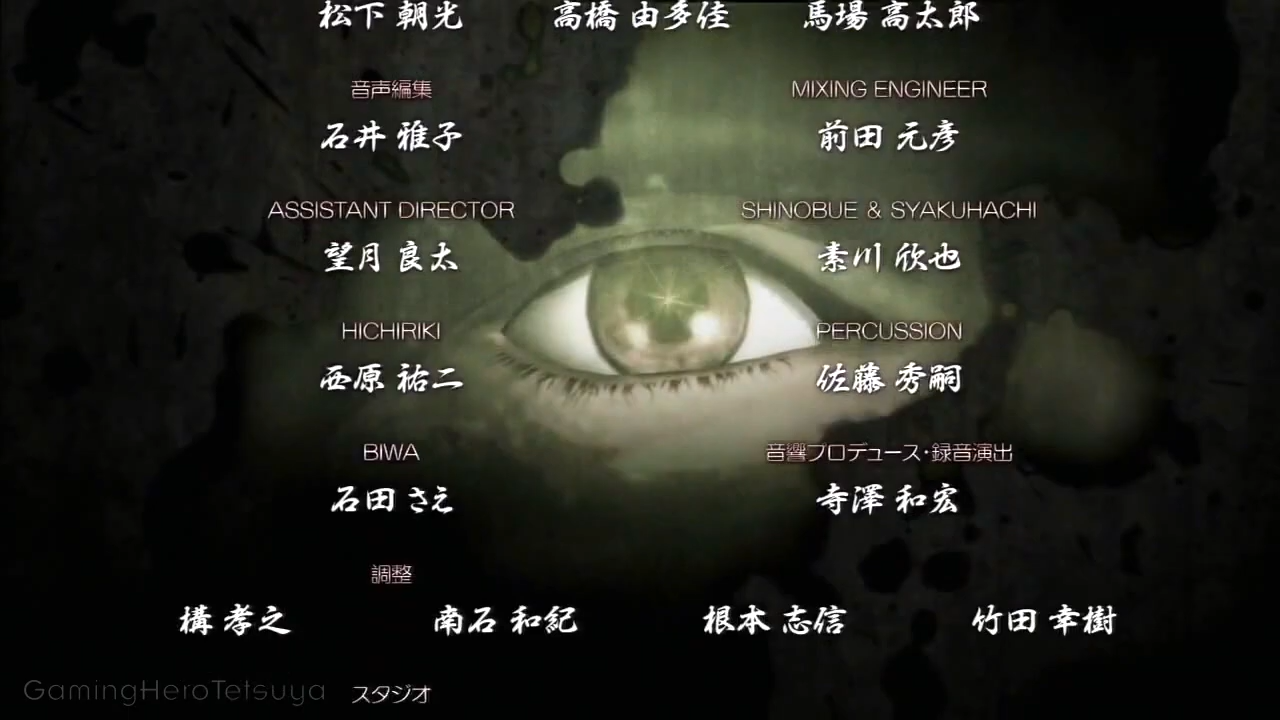 松下 朝光 高橋 由多佳 馬場 高太郎
音声編集 MIXING ENGINEER
石井 雅子 前田 元彦
ASSISTANT DIRECTOR SHINOBUE & SYAKUHACHI
望月 良太 素川 欣也
HICHIRIKI PERCUSSION
西原 祐二 佐藤 秀嗣
BIWA 音響プロデュース・録音演出
石田 さえ 寺澤 和宏
調整
構 孝之 南石 和紀 根本 志信 竹田 幸樹
GamingHeroTetsuya スタジオ